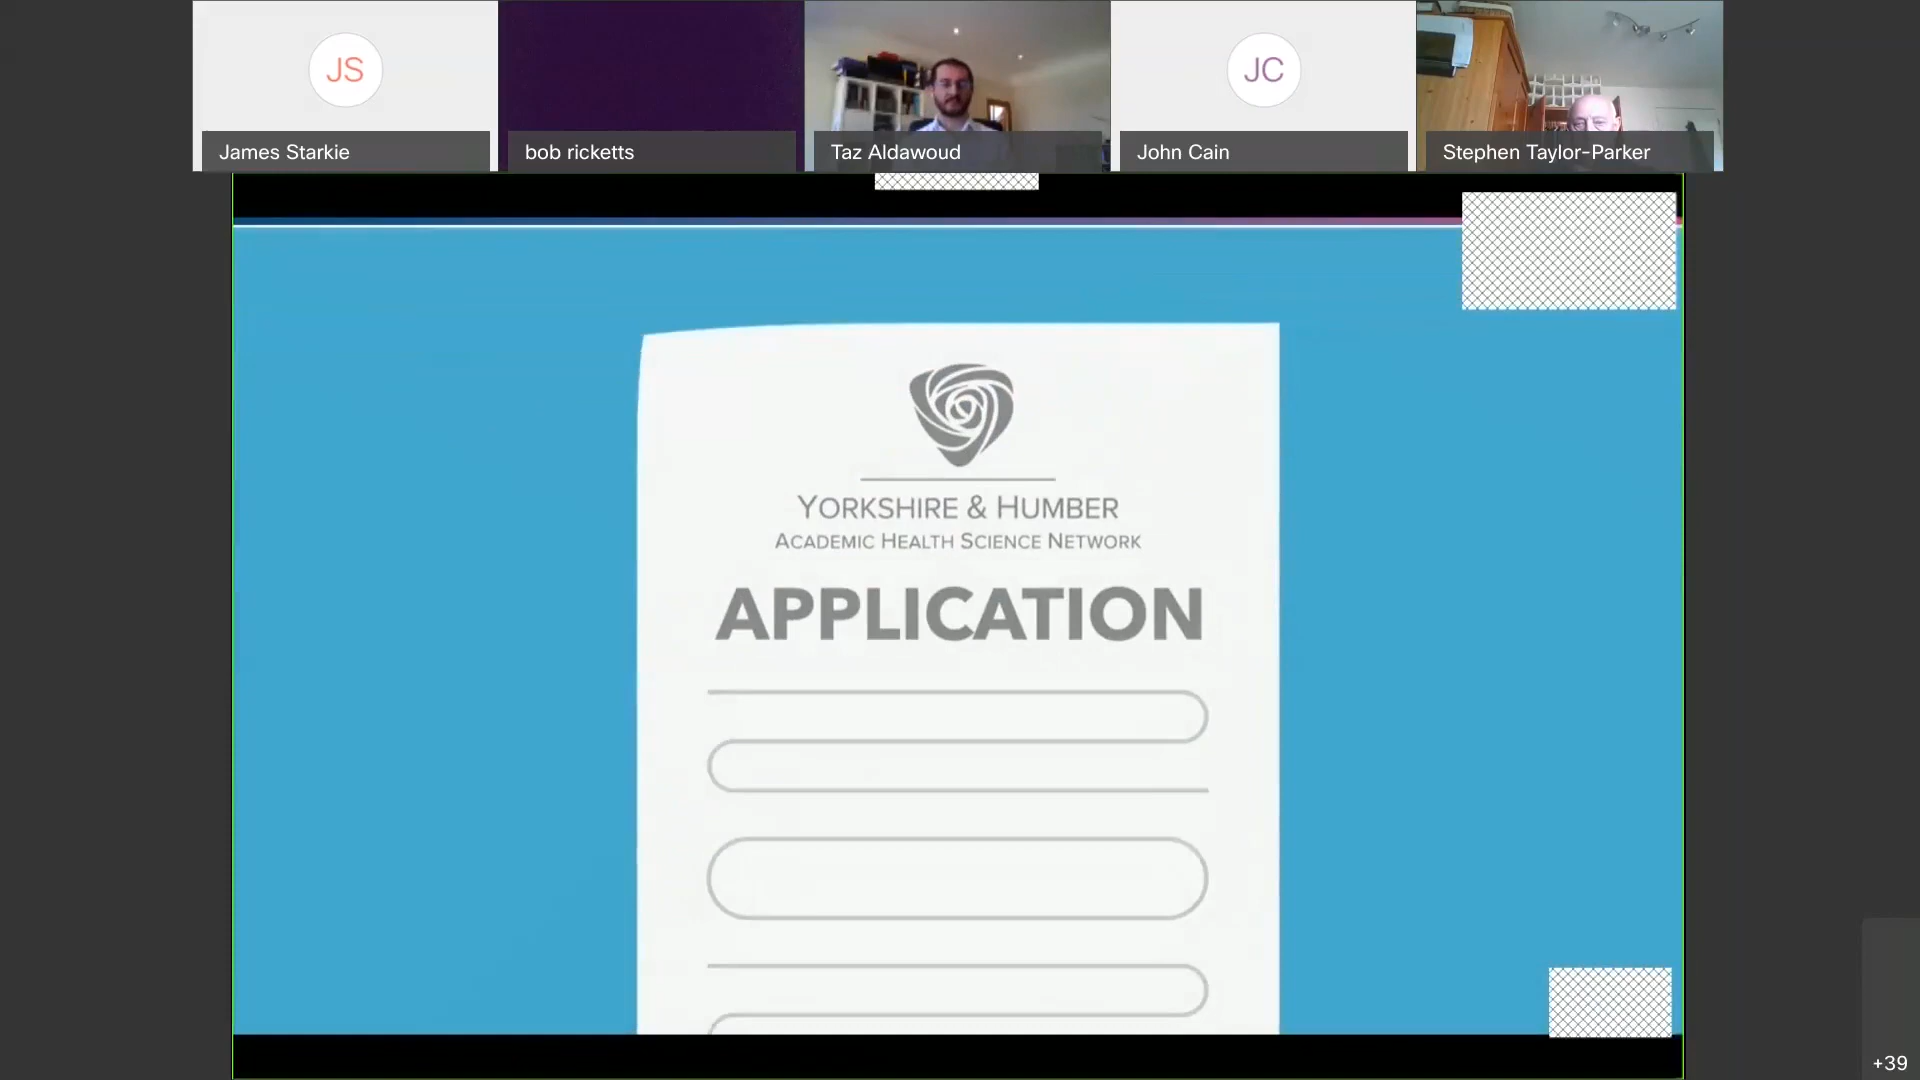 JS
JC
James Starkie
bob ricketts
Taz Aldawoud
John Cain
Stephen Taylor-Parker
YORKSHIRE & HUMBER
ACADEMIC HEALTH SCIENCE NETWORK
APPLICATION
+39